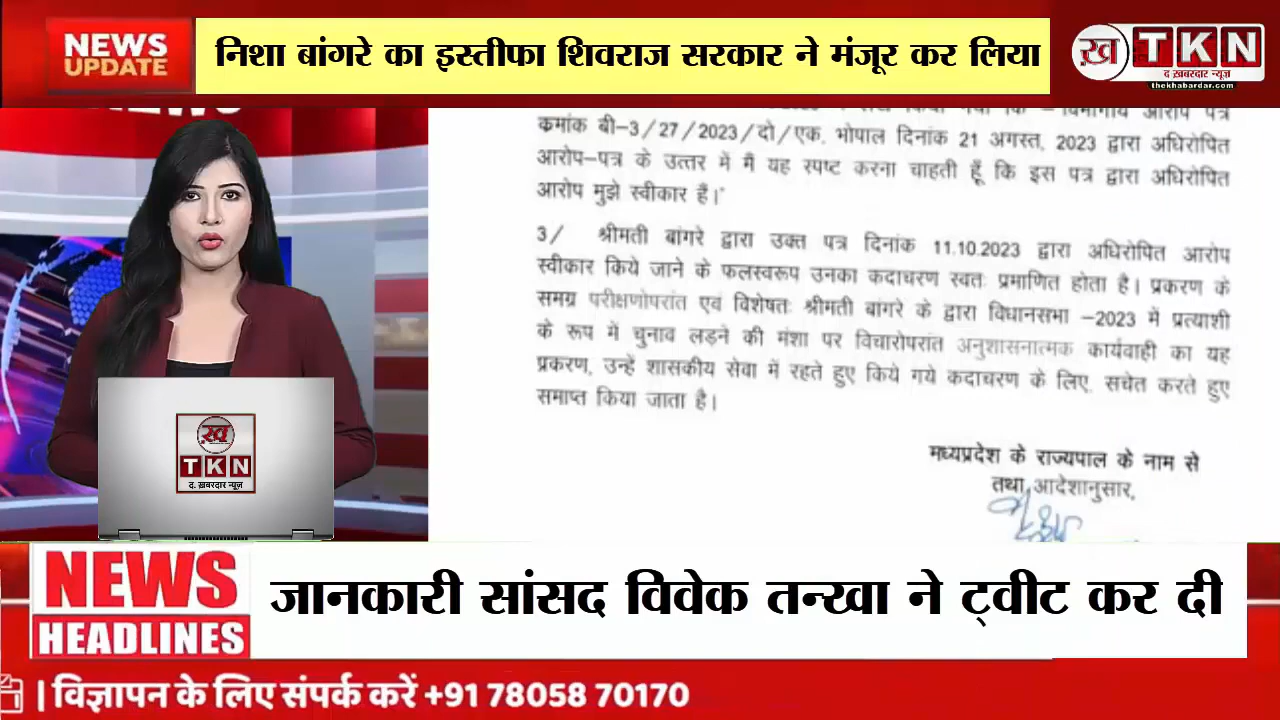 NEWS
UPDATE
निशा बांगरे का इस्तीफा शिवराज सरकार ने मंजूर कर लिया
ख़
TKN
द ख़बरदार न्यूज़
thekhabardar.com
NEWS
आरोप पत्र
क्रमांक बी-3/27/2023/दो/एक, भोपाल दिनांक 21 अगस्त, 2023 द्वारा अधिरोपित
आरोप-पत्र के उत्तर में मैं यह स्पष्ट करना चाहती हूँ कि इस पत्र द्वारा अधिरोपित
आरोप मुझे स्वीकार हैं।"
3/ श्रीमती बांगरे द्वारा उक्त पत्र दिनांक 11.10.2023 द्वारा अधिरोपित आरोप
स्वीकार किये जाने के फलस्वरूप उनका कदाचरण स्वतः प्रमाणित होता है। प्रकरण के
समग्र परीक्षणोपरांत एवं विशेषतः श्रीमती बांगरे के द्वारा विधानसभा -2023 में प्रत्याशी
के रूप में चुनाव लड़ने की मंशा पर विचारोपरांत अनुशासनात्मक कार्यवाही का यह
प्रकरण, उन्हें शासकीय सेवा में रहते हुए किये गये कदाचरण के लिए, सचेत करते हुए
समाप्त किया जाता है।
मध्यप्रदेश के राज्यपाल के नाम से
तथा आदेशानुसार,
ख़
TKN
द. ख़बरदार न्यूज़
NEWS
HEADLINES
जानकारी सांसद विवेक तन्खा ने ट्वीट कर दी
| विज्ञापन के लिए संपर्क करें +91 78058 70170